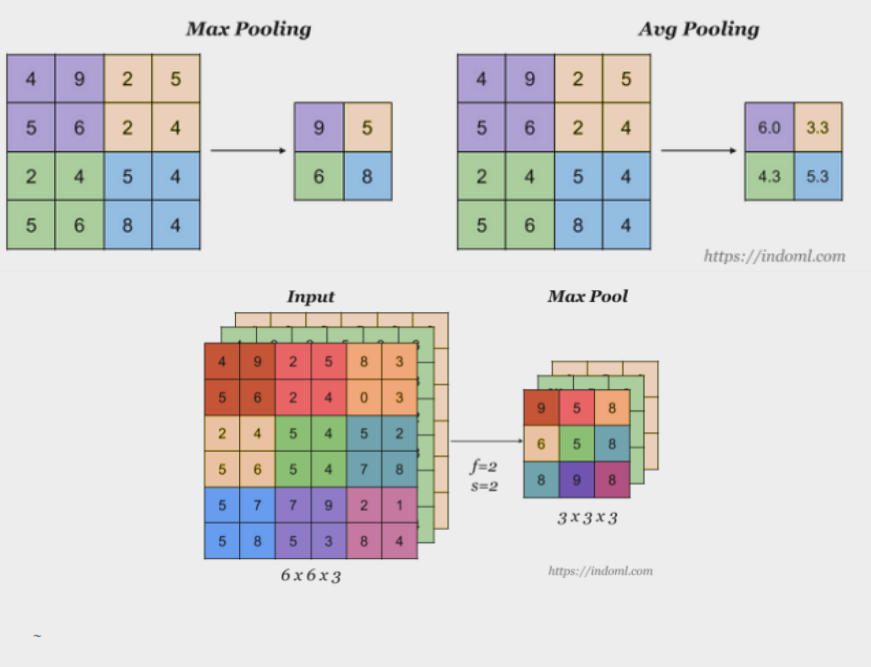 Max Pooling
4 9 2 5
5 6 2 4
2 4 5 4
5 6 8 4
9 5
6 8
Avg Pooling
4 9 2 5
5 6 2 4
2 4 5 4
5 6 8 4
6.0 3.3
4.3 5.3
https://indoml.com
Input
4 9 2 5 8 3
5 6 2 4 0 3
2 4 5 4 5 2
5 6 5 4 7 8
5 7 7 9 2 1
5 8 5 3 8 4
6 x 6 x 3
f=2
s=2
Max Pool
9 5 8
6 5 8
8 9 8
3 x 3 x 3
https://indoml.com
~